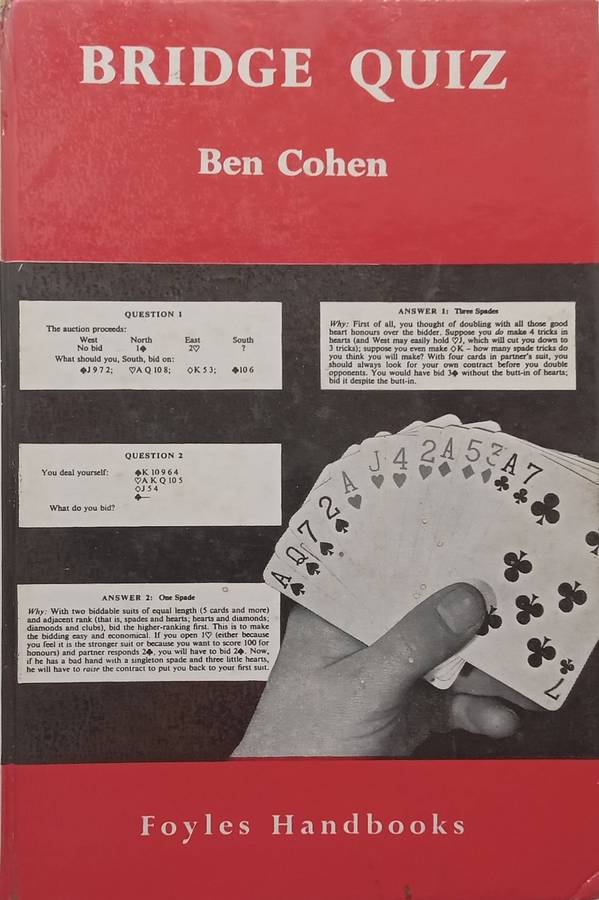 BRIDGE QUIZ
Ben Cohen
QUESTION 1
The auction proceeds:
West North East South
No bid 1♠ 2♡ ?
What should you, South, bid on:
♠J 9 7 2; ♡A Q 10 8; ◇K 5 3; ♣10 6
ANSWER 1: Three Spades
Why: First of all, you thought of doubling with all those good
heart honours over the bidder. Suppose you do make 4 tricks in
hearts (and West may easily hold ♡J, which will cut you down to
3 tricks); suppose you even make ◇K – how many spade tricks do
you think you will make? With four cards in partner's suit, you
should always look for your own contract before you double
opponents. You would have bid 3♠ without the butt-in of hearts;
bid it despite the butt-in.
QUESTION 2
You deal yourself: ♠K 10 9 6 4
♡A K Q 10 5
◇J 5 4
♣—
What do you bid?
ANSWER 2: One Spade
Why: With two biddable suits of equal length (5 cards and more)
and adjacent rank (that is, spades and hearts; hearts and diamonds;
diamonds and clubs), bid the higher-ranking first. This is to make
the bidding easy and economical. If you open 1♡ (either because
you feel it is the stronger suit or because you want to score 100 for
honours) and partner responds 2♣, you will have to bid 2♠. Now,
if he has a bad hand with a singleton spade and three little hearts,
he will have to raise the contract to put you back to your first suit.
A Q 7 2 A J 4 2 A 5 3 A 7
7
Foyles Handbooks